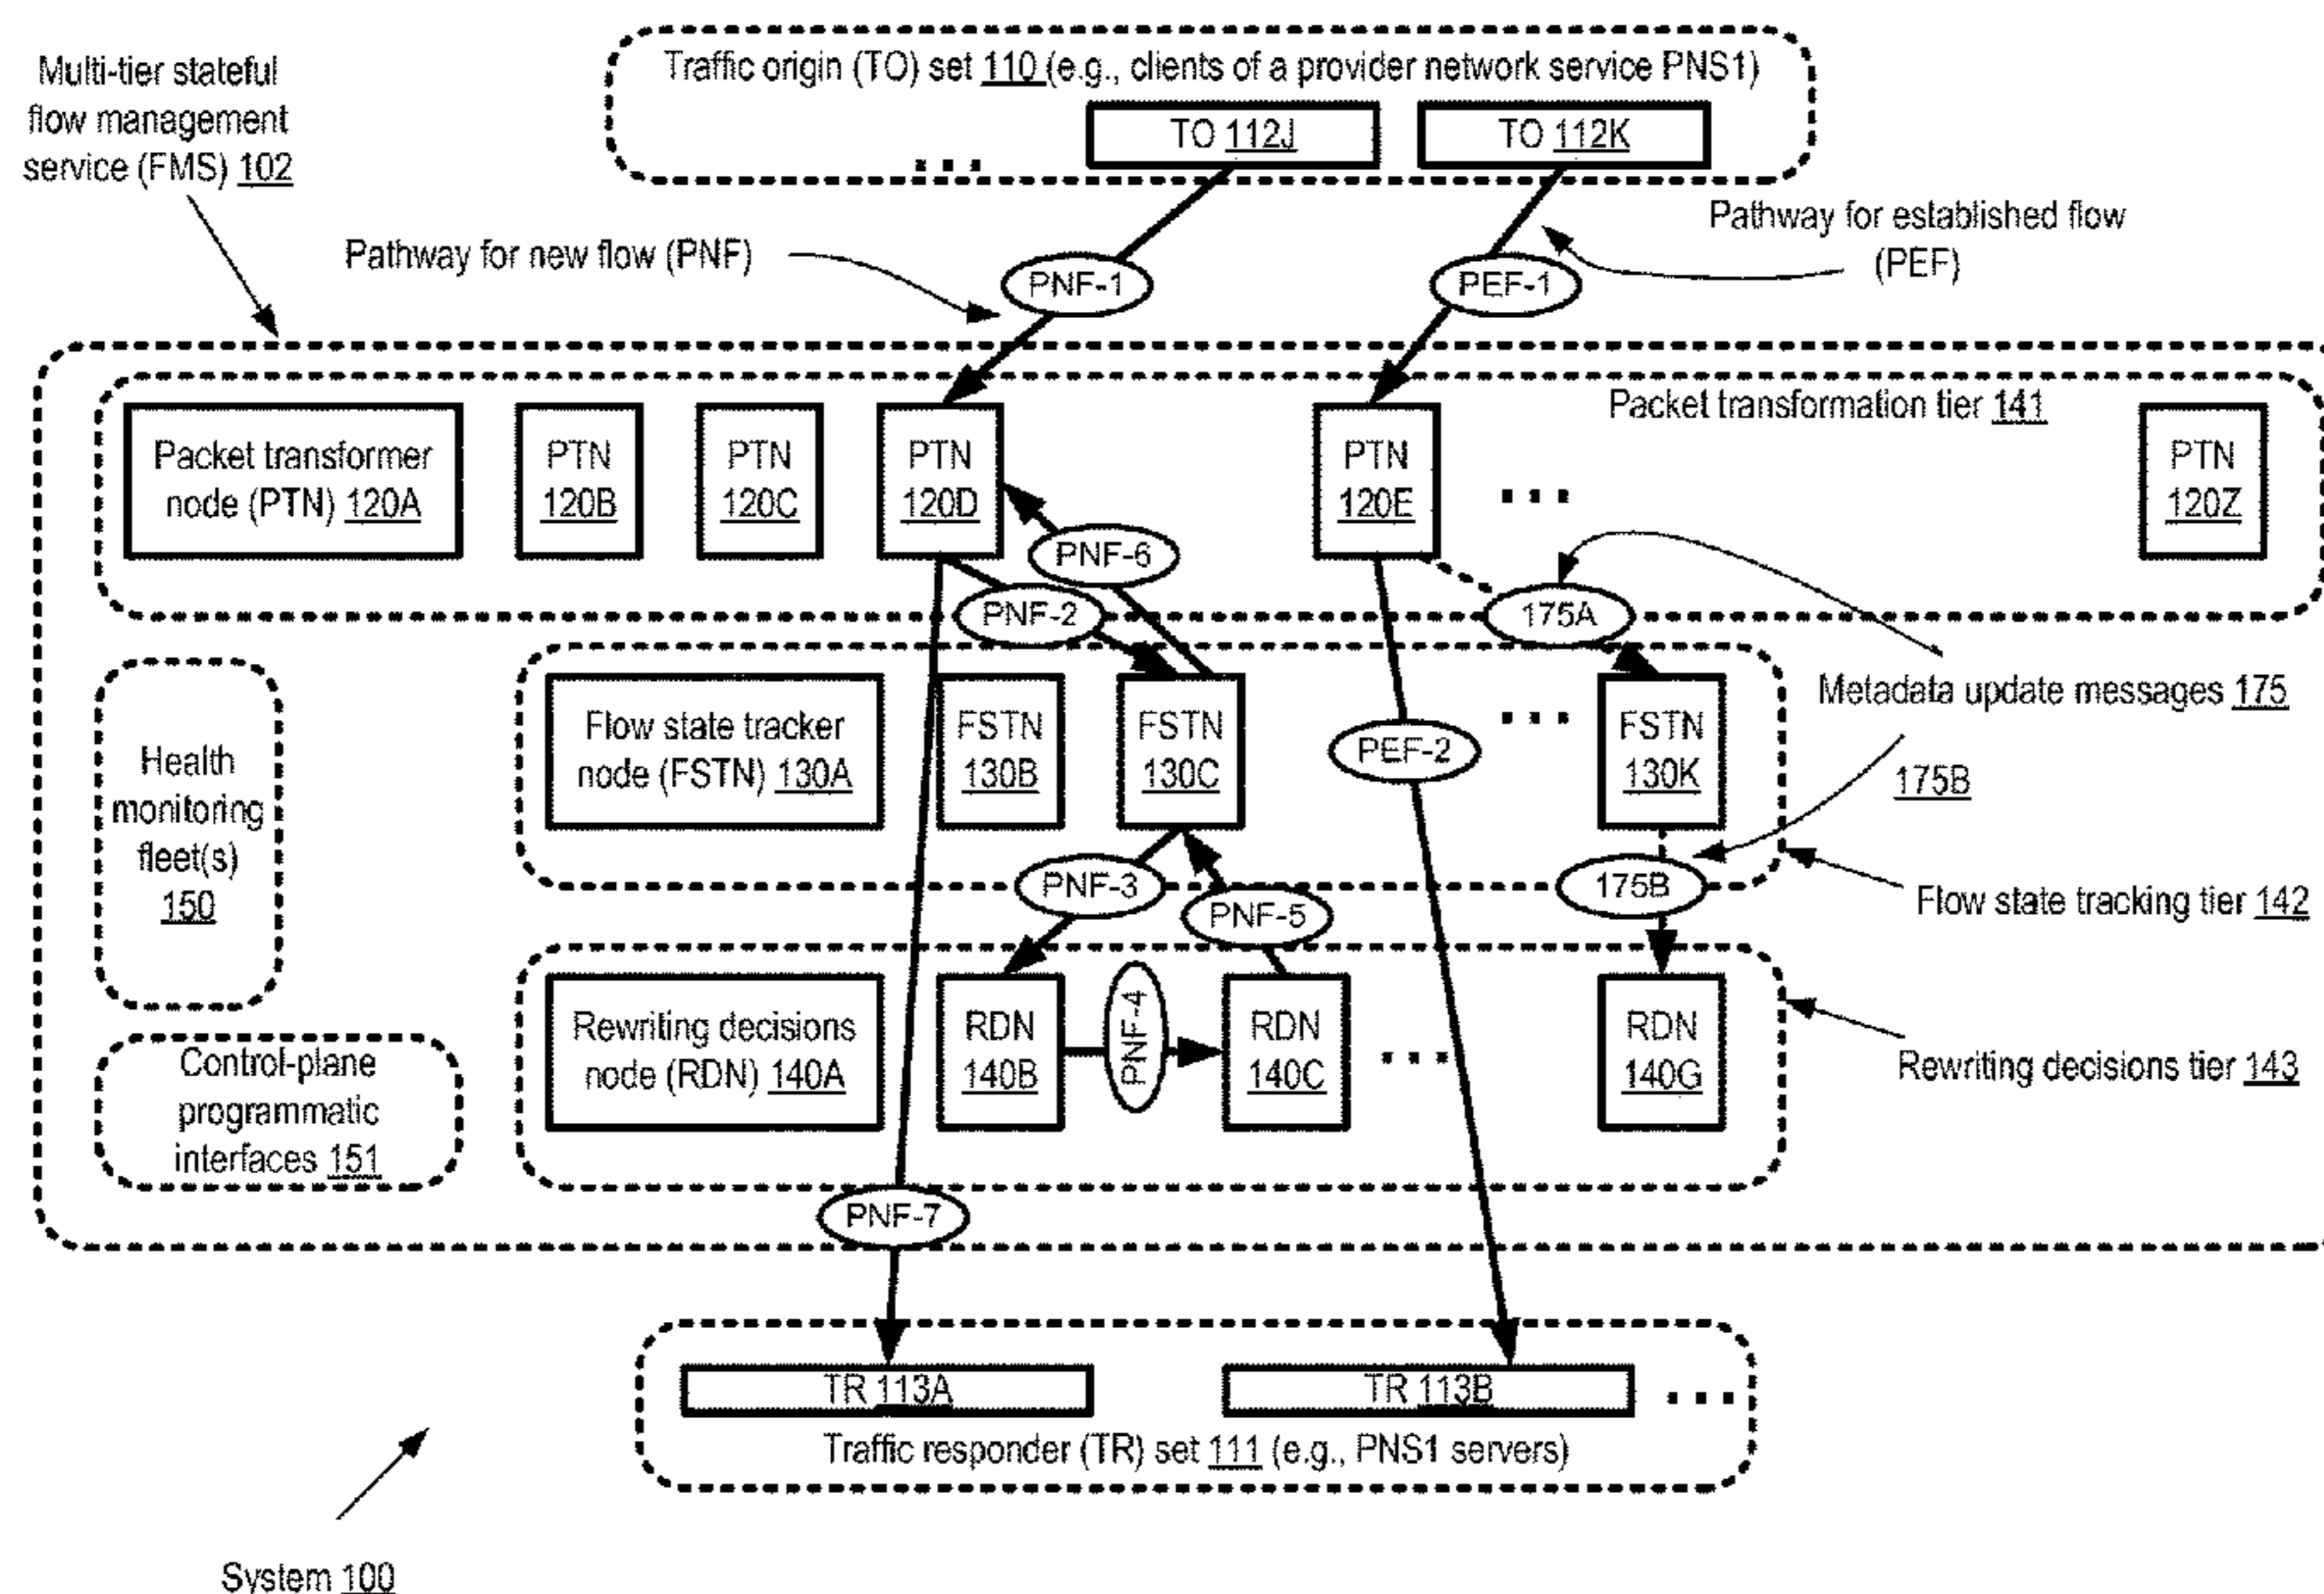 Multi-tier stateful
flow management
service (FMS) 102
Traffic origin (TO) set 110 (e.g., clients of a provider network service PNS1)
TO 112J
TO 112K
...
Pathway for new flow (PNF)
Pathway for established flow
(PEF)
PNF-1
PEF-1
Packet transformation tier 141
Packet transformer
node (PTN) 120A
PTN
120B
PTN
120C
PTN
120D
PTN
120E
...
PTN
120Z
PNF-6
PNF-2
175A
Metadata update messages 175
175B
Health
monitoring
fleet(s)
150
Flow state tracker
node (FSTN) 130A
FSTN
130B
FSTN
130C
PEF-2
...
FSTN
130K
PNF-3
PNF-5
175B
Flow state tracking tier 142
Control-plane
programmatic
interfaces 151
Rewriting decisions
node (RDN) 140A
RDN
140B
PNF-4
RDN
140C
...
RDN
140G
Rewriting decisions tier 143
PNF-7
TR 113A
TR 113B
...
Traffic responder (TR) set 111 (e.g., PNS1 servers)
System 100